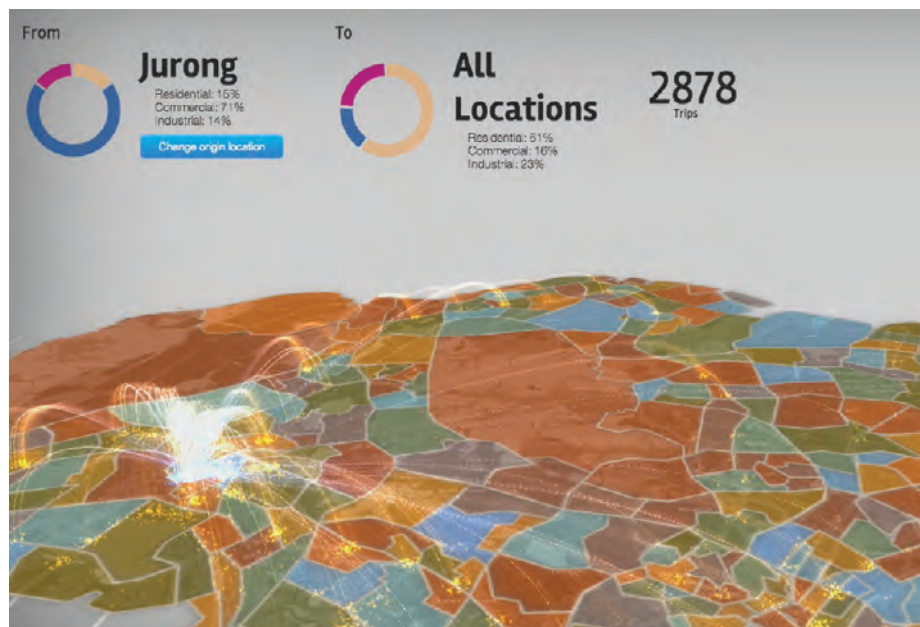 From
Jurong
Residential: 15%
Commercial: 71%
Industrial: 14%
Change origin location
To
All
Locations
Residential: 61%
Commercial: 16%
Industrial: 23%
2878
Trips